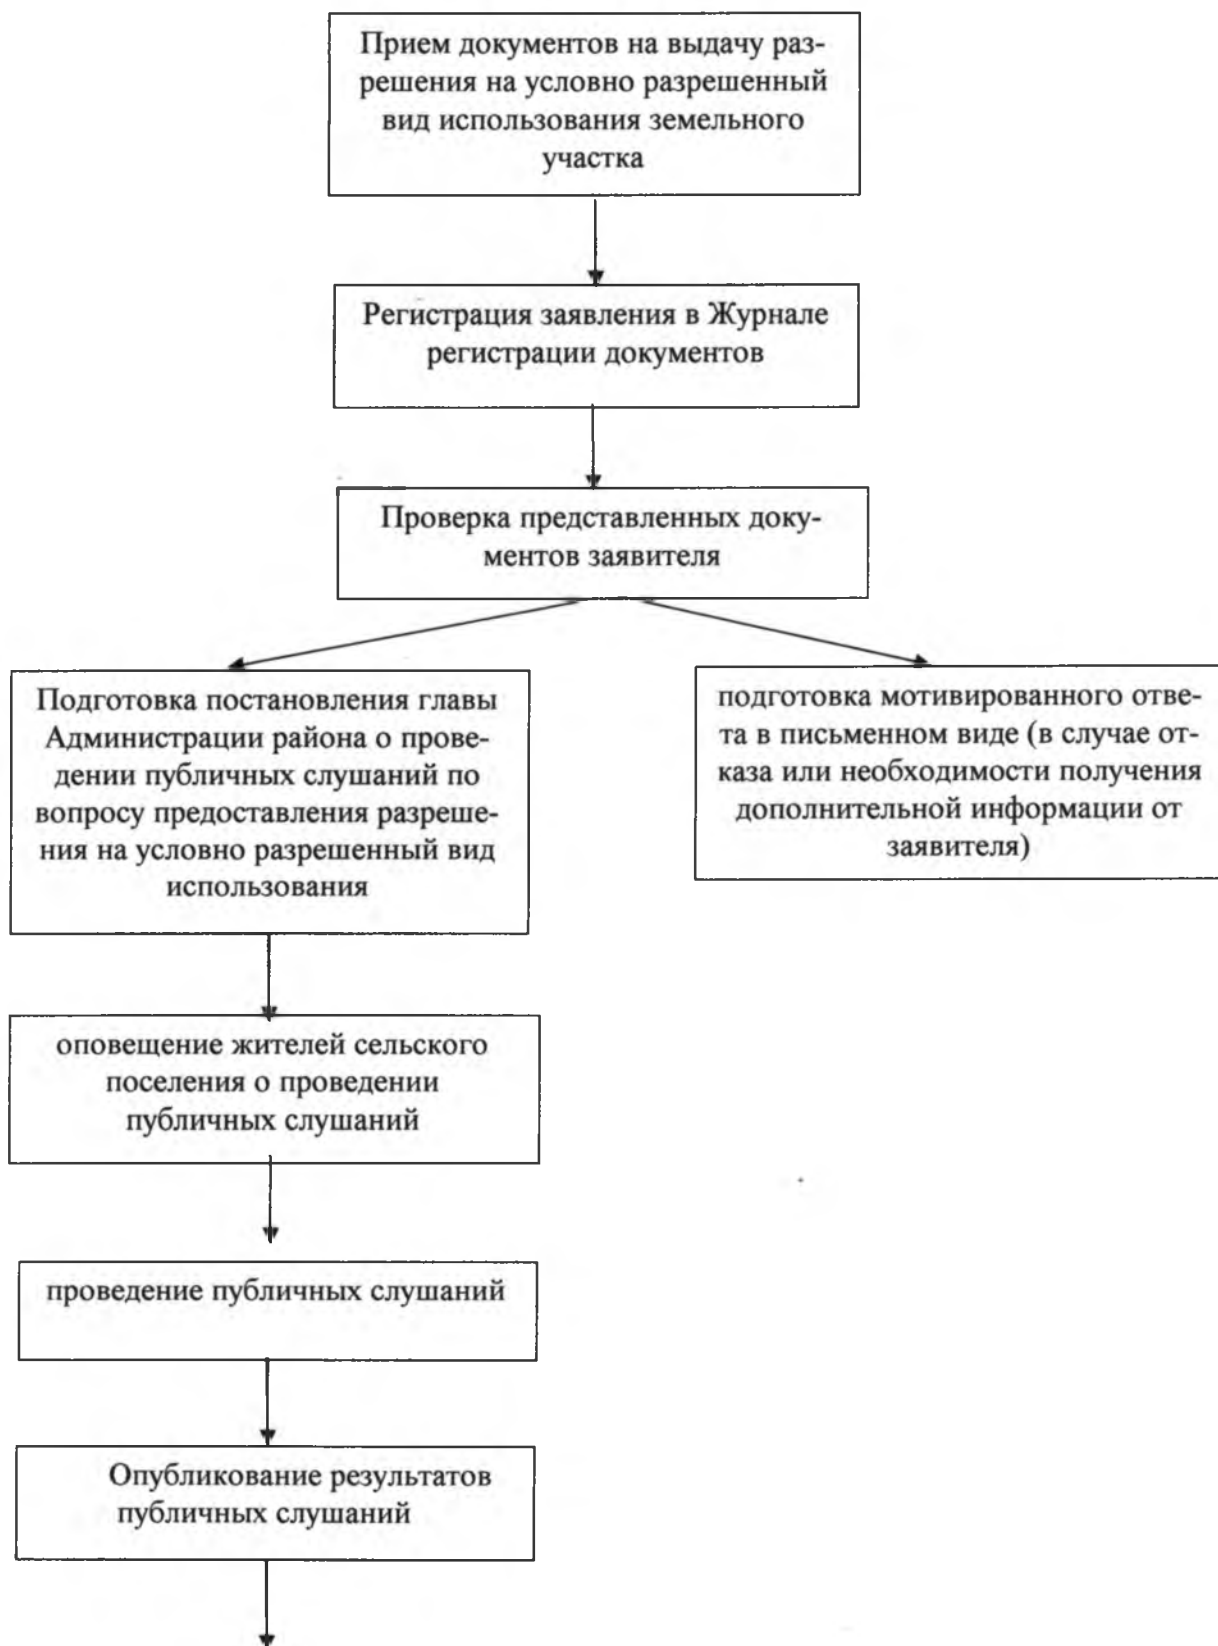 Прием документов на выдачу раз-
решения на условно разрешенный
вид использования земельного
участка
Регистрация заявления в Журнале
регистрации документов
Проверка представленных доку-
ментов заявителя
Подготовка постановления главы
Администрации района о прове-
дении публичных слушаний по
вопросу предоставления разреше-
ния на условно разрешенный вид
использования
подготовка мотивированного отве-
та в письменном виде (в случае от-
каза или необходимости получения
дополнительной информации от
заявителя)
оповещение жителей сельского
поселения о проведении
публичных слушаний
проведение публичных слушаний
Опубликование результатов
публичных слушаний